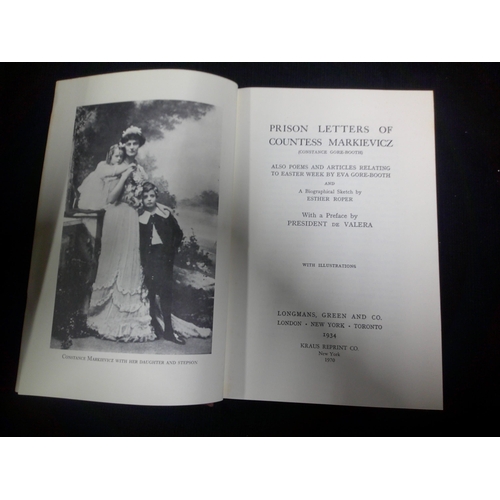 Constance Markievicz with her daughter and stepson
PRISON LETTERS OF
COUNTESS MARKIEVICZ
(CONSTANCE GORE-BOOTH)
ALSO POEMS AND ARTICLES RELATING
TO EASTER WEEK BY EVA GORE-BOOTH
AND
A Biographical Sketch by
ESTHER ROPER
With a Preface by
PRESIDENT DE VALERA
WITH ILLUSTRATIONS
LONGMANS, GREEN AND CO.
LONDON • NEW YORK • TORONTO
1934
KRAUS REPRINT CO.
New York
1970